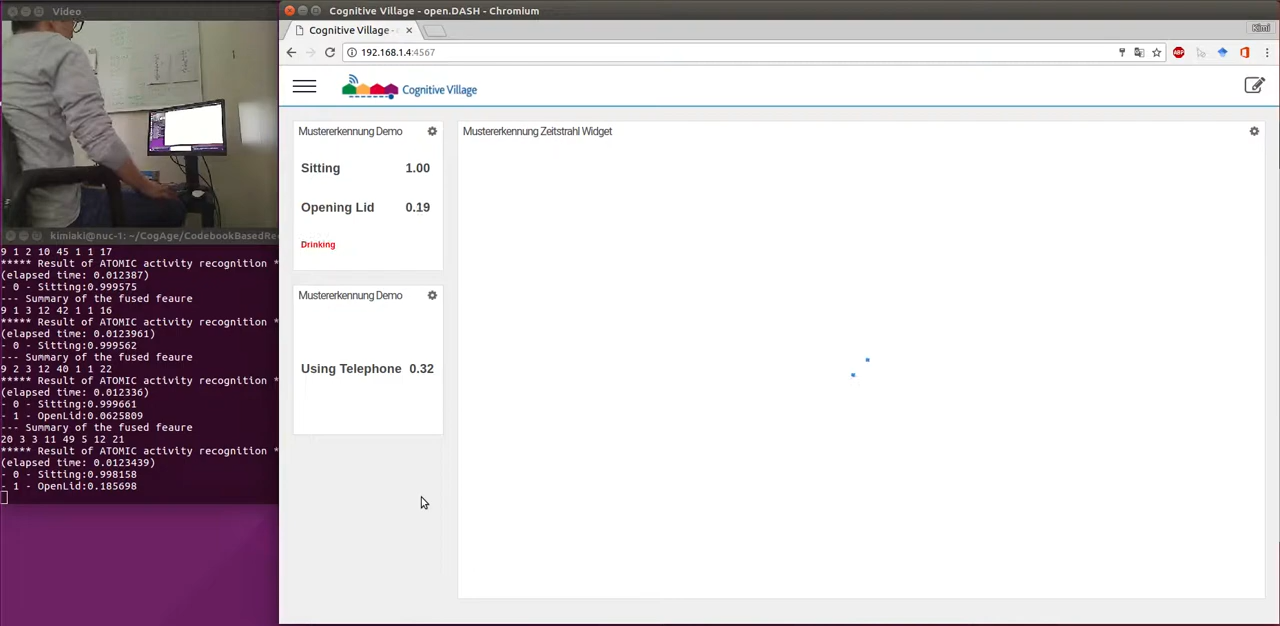 Video
kimiaki@nuc-1: ~/CogAge/CodebookBasedRec
9 1 2 10 45 1 1 17
***** Result of ATOMIC activity recognition *
(elapsed time: 0.012387)
- 0 - Sitting:0.999575
--- Summary of the fused feaure
9 1 3 12 42 1 1 16
***** Result of ATOMIC activity recognition *
(elapsed time: 0.0123961)
- 0 - Sitting:0.999562
--- Summary of the fused feaure
9 2 3 12 40 1 1 22
***** Result of ATOMIC activity recognition *
(elapsed time: 0.012336)
- 0 - Sitting:0.999661
- 1 - OpenLid:0.0625809
--- Summary of the fused feaure
20 3 3 11 49 5 12 21
***** Result of ATOMIC activity recognition *
(elapsed time: 0.0123439)
- 0 - Sitting:0.998158
- 1 - OpenLid:0.185698
Cognitive Village - open.DASH - Chromium
Cognitive Village -
Kimi
192.168.1.4:4567
ABP
Cognitive Village
Mustererkennung Demo
Sitting 1.00
Opening Lid 0.19
Drinking
Mustererkennung Demo
Using Telephone 0.32
Mustererkennung Zeitstrahl Widget